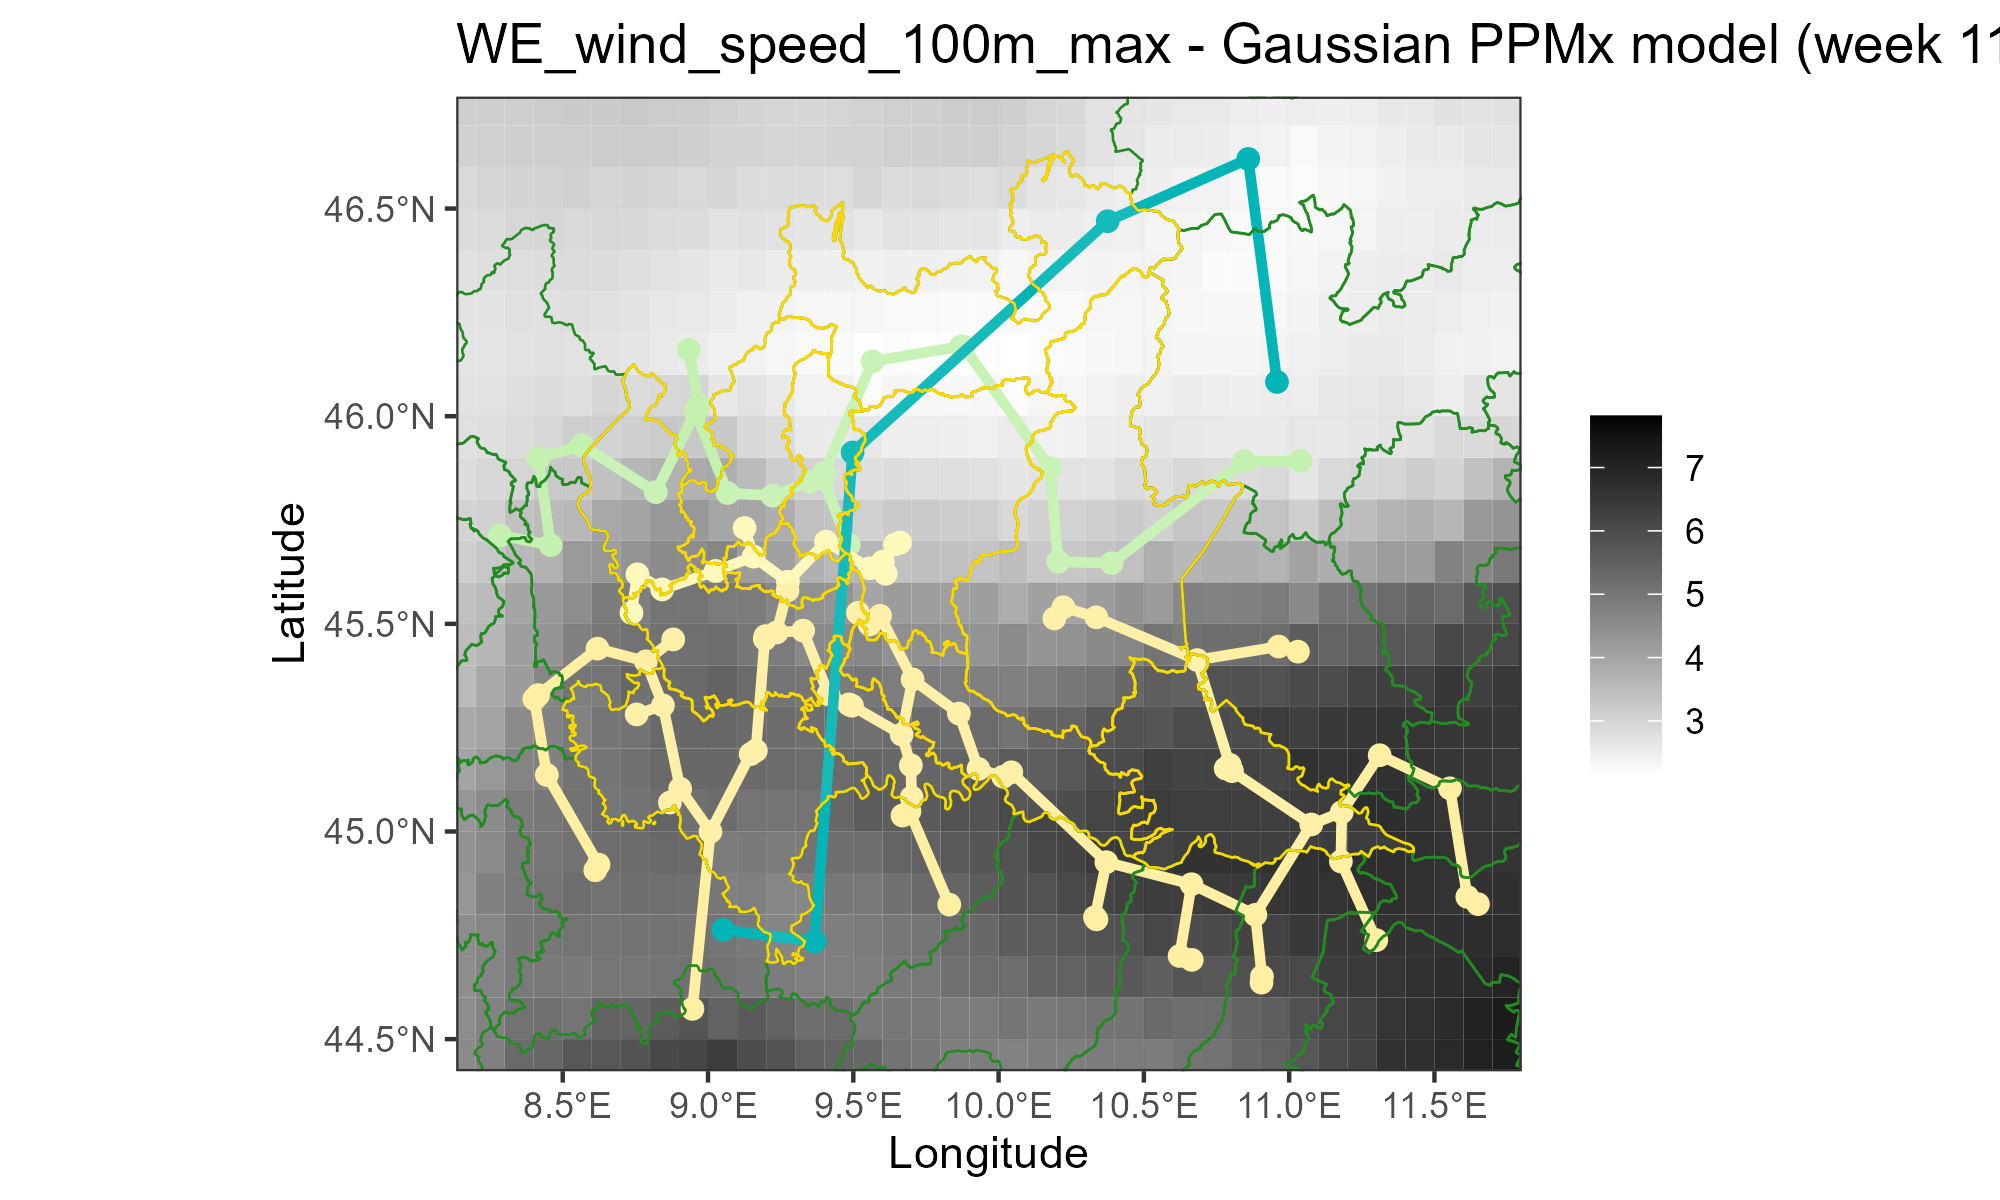 WE_wind_speed_100m_max - Gaussian PPMx model (week 11
46.5°N
46.0°N
45.5°N
45.0°N
44.5°N
Latitude
8.5°E 9.0°E 9.5°E 10.0°E 10.5°E 11.0°E 11.5°E
Longitude
7
6
5
4
3